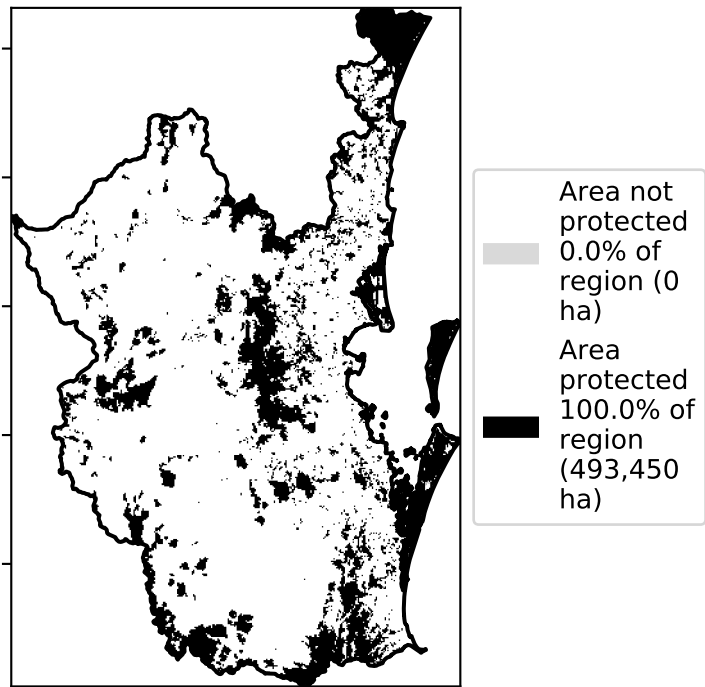 Area not
protected
0.0% of
region (0
ha)
Area
protected
100.0% of
region
(493,450
ha)